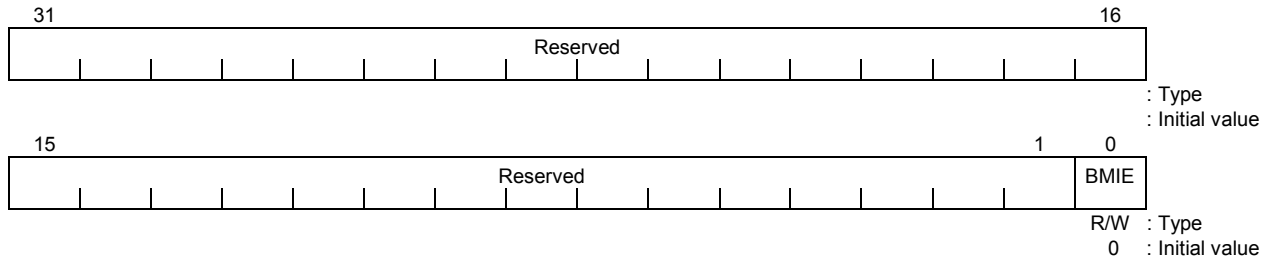 31 16
Reserved
: Type
: Initial value
15 1 0
Reserved BMIE
R/W : Type
0 : Initial value